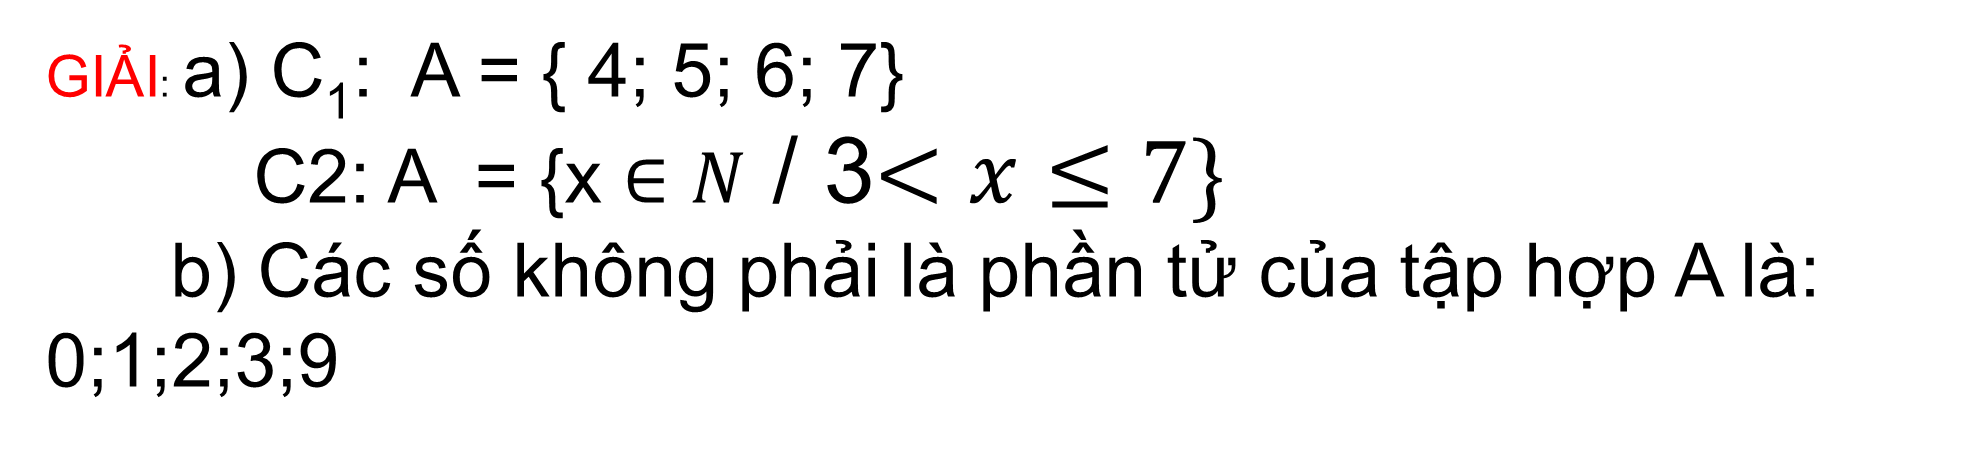 GIẢI: a) C₁: A = { 4; 5; 6; 7}
C2: A = {x ∈ N / 3< x ≤ 7}
b) Các số không phải là phần tử của tập hợp A là:
0;1;2;3;9